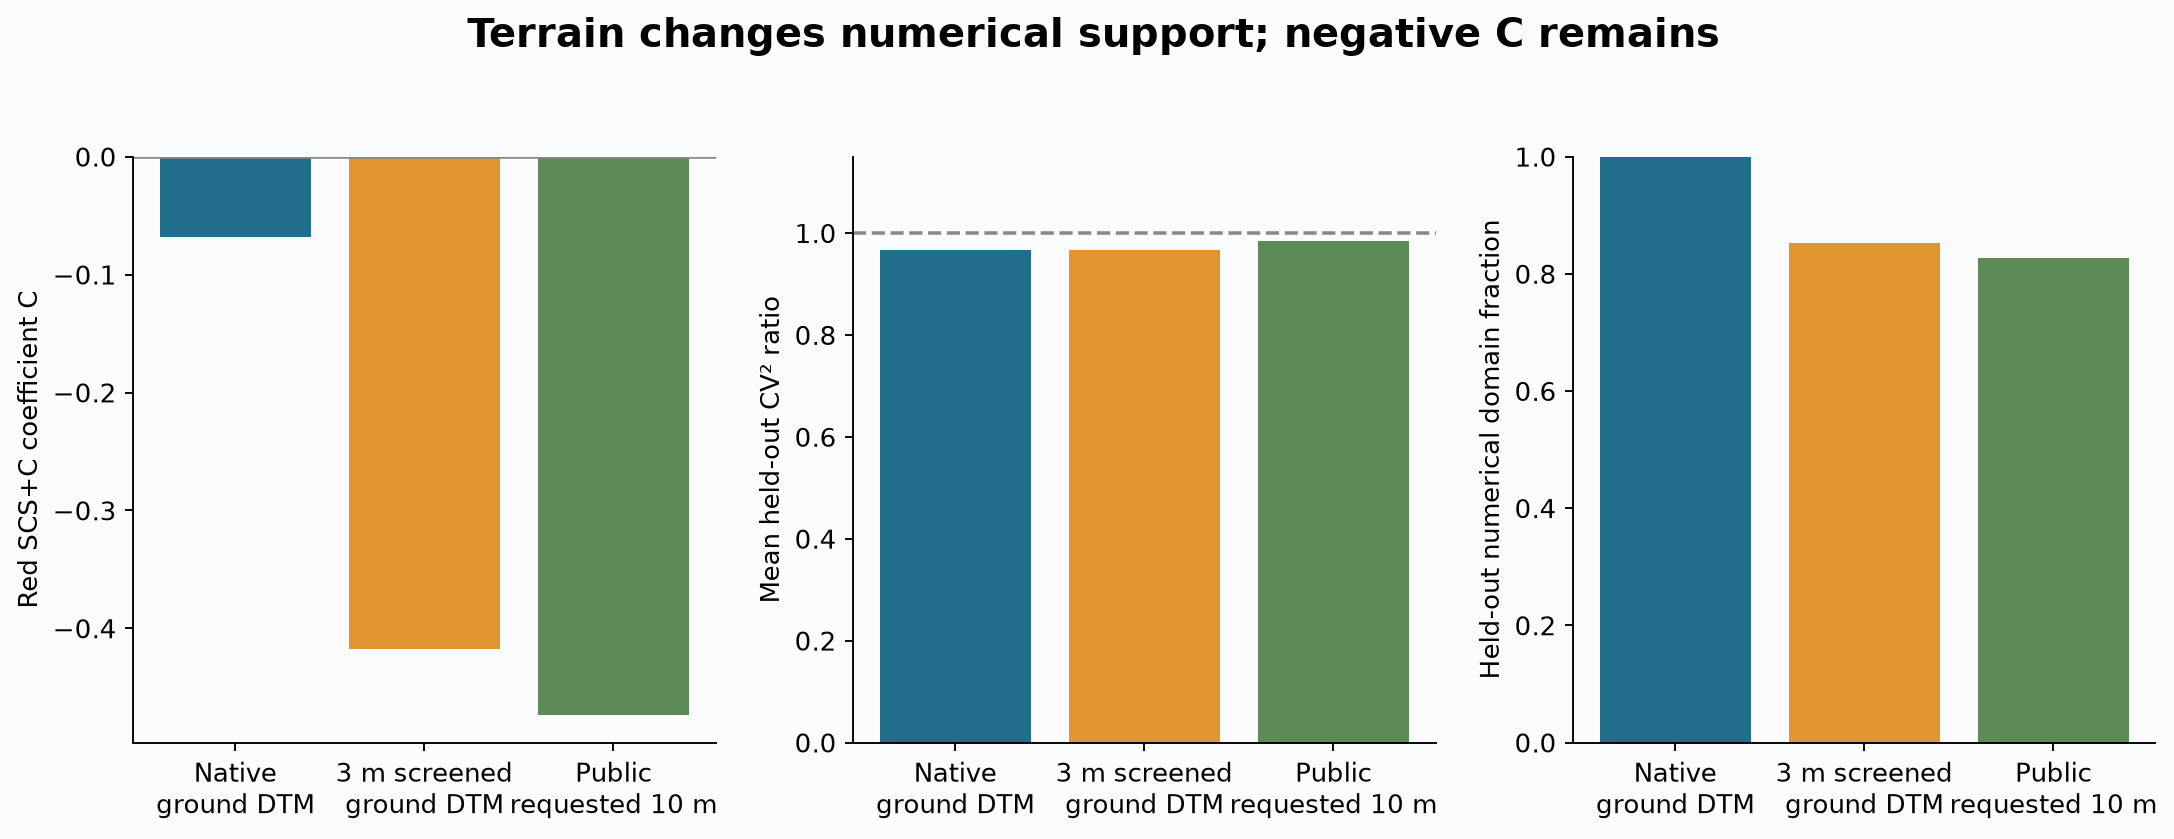 Terrain changes numerical support; negative C remains
Red SCS+C coefficient C
0.0
−0.1
−0.2
−0.3
−0.4
Native
ground DTM
3 m screened
ground DTM
Public
requested 10 m
Mean held-out CV² ratio
1.0
0.8
0.6
0.4
0.2
0.0
Native
ground DTM
3 m screened
ground DTM
Public
requested 10 m
Held-out numerical domain fraction
1.0
0.8
0.6
0.4
0.2
0.0
Native
ground DTM
3 m screened
ground DTM
Public
requested 10 m